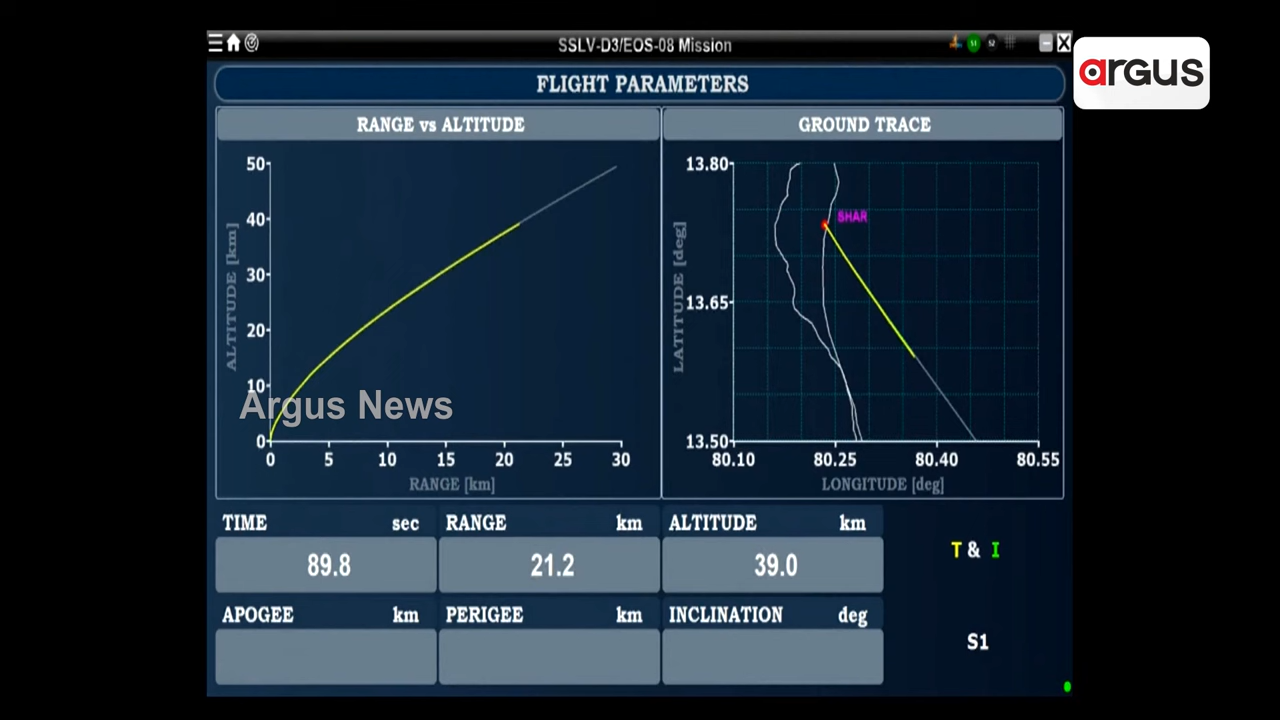 SSLV-D3/EOS-08 Mission
S1 S2
argus
FLIGHT PARAMETERS
RANGE vs ALTITUDE
GROUND TRACE
50
40
30
20
10
0
ALTITUDE [km]
0 5 10 15 20 25 30
RANGE [km]
13.80
13.65
13.50
LATITUDE [deg]
SHAR
80.10 80.25 80.40 80.55
LONGITUDE [deg]
Argus News
TIME sec RANGE km ALTITUDE km
89.8 21.2 39.0
T & I
APOGEE km PERIGEE km INCLINATION deg
S1